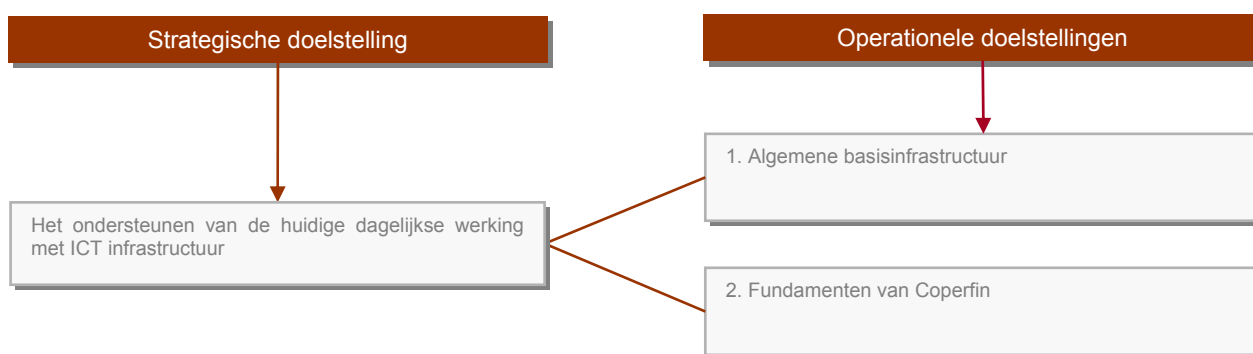 Strategische doelstelling
Operationele doelstellingen
1. Algemene basisinfrastructuur
Het ondersteunen van de huidige dagelijkse werking
met ICT infrastructuur
2. Fundamenten van Coperfin